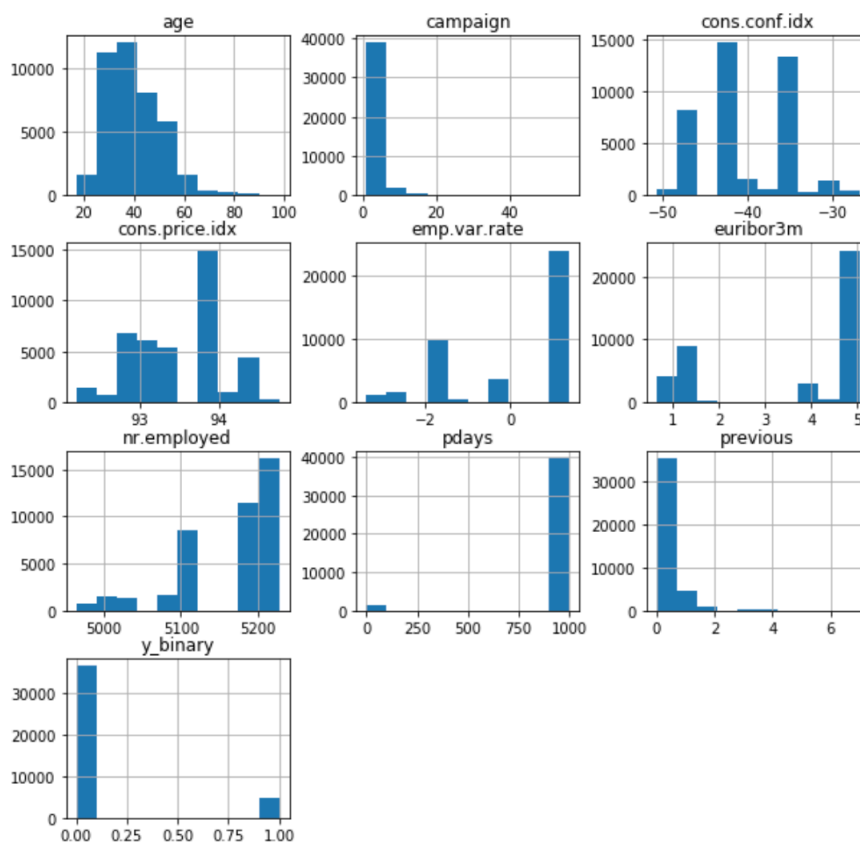 age
10000
5000
0
20 40 60 80 100
campaign
40000
30000
20000
10000
0
0 20 40
cons.conf.idx
15000
10000
5000
0
−50 −40 −30
cons.price.idx
15000
10000
5000
0
93 94
emp.var.rate
20000
10000
0
−2 0
euribor3m
20000
10000
0
1 2 3 4 5
nr.employed
15000
10000
5000
0
5000 5100 5200
pdays
40000
30000
20000
10000
0
0 250 500 750 1000
previous
30000
20000
10000
0
0 2 4 6
y_binary
30000
20000
10000
0
0.00 0.25 0.50 0.75 1.00